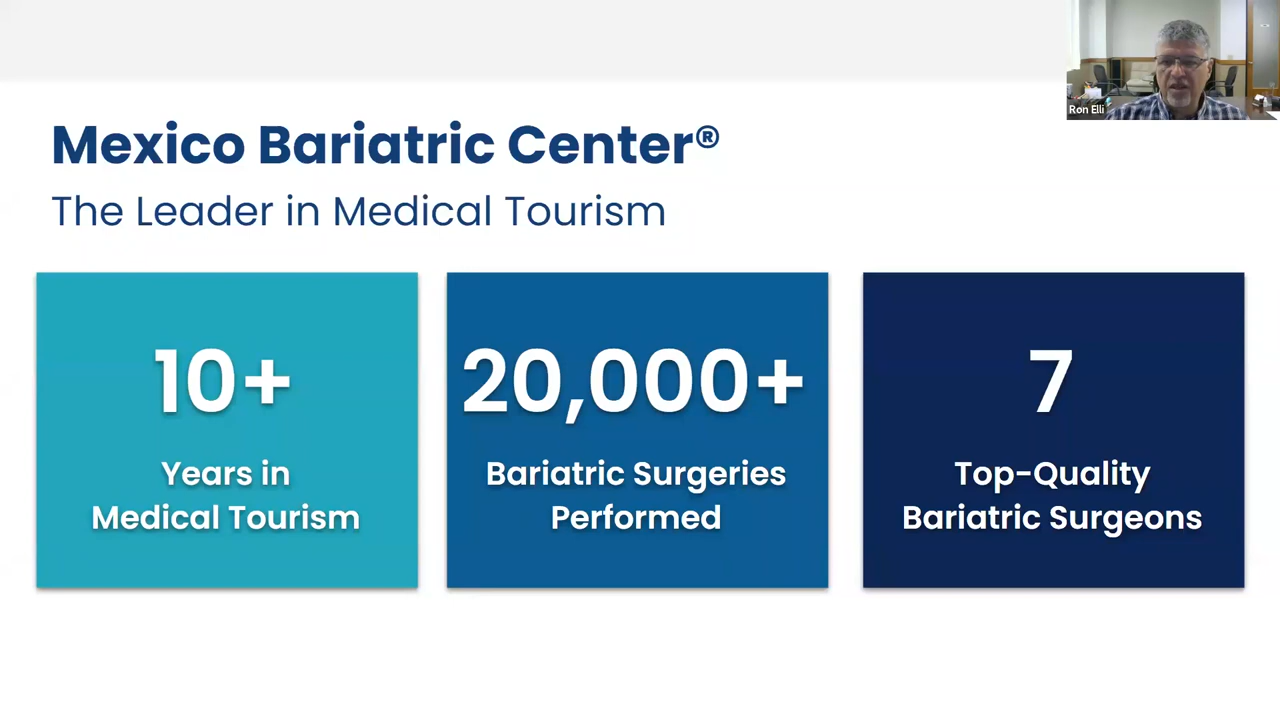 Ron Elli
Mexico Bariatric Center®
The Leader in Medical Tourism
10+
Years in
Medical Tourism
20,000+
Bariatric Surgeries
Performed
7
Top-Quality
Bariatric Surgeons